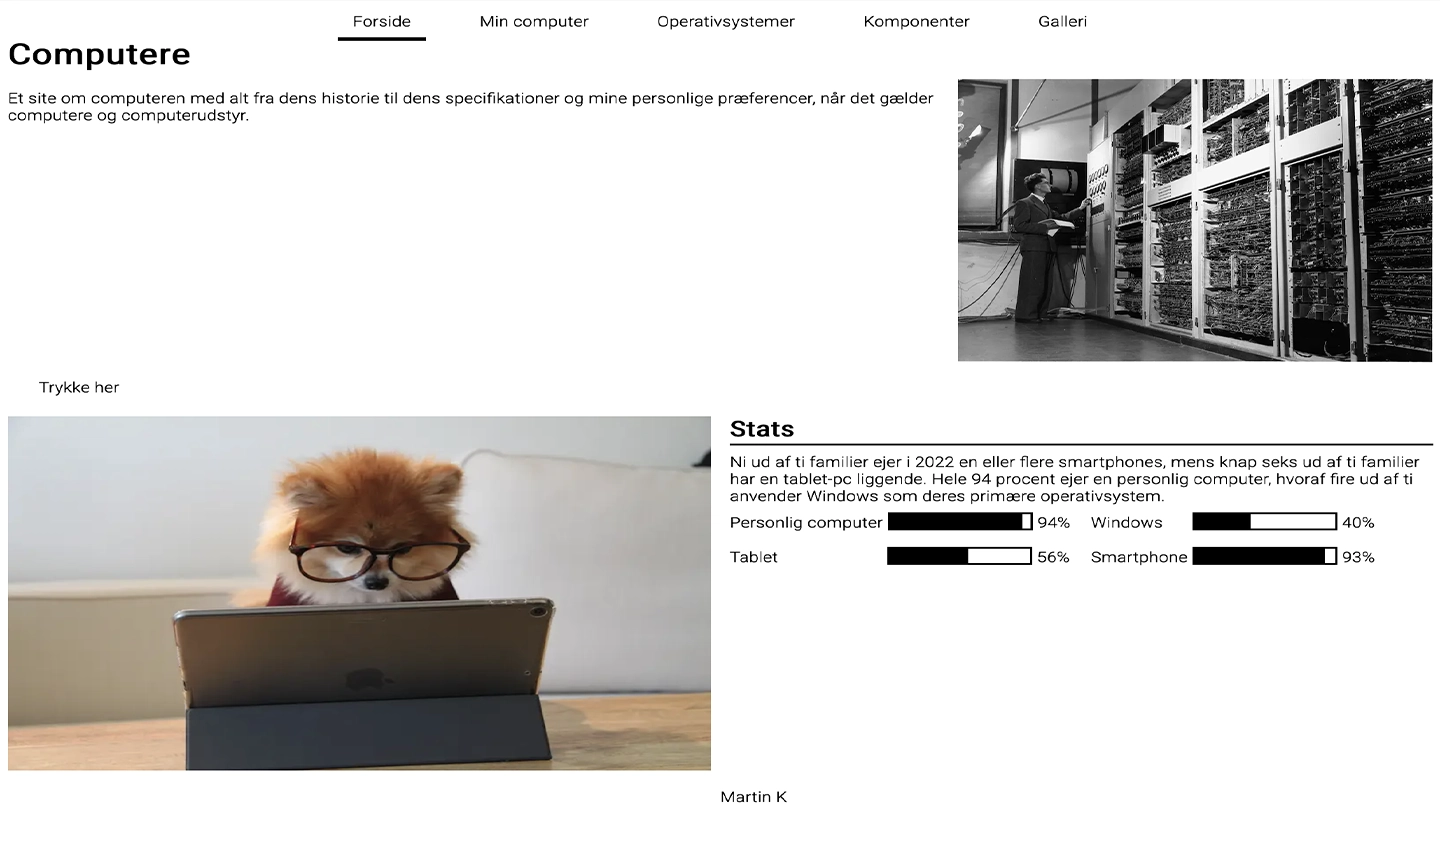 Forside Min computer Operativsystemer Komponenter Galleri
Computere
Et site om computeren med alt fra dens historie til dens specifikationer og mine personlige præferencer, når det gælder
computere og computerudstyr.
Trykke her
Stats
Ni ud af ti familier ejer i 2022 en eller flere smartphones, mens knap seks ud af ti familier
har en tablet-pc liggende. Hele 94 procent ejer en personlig computer, hvoraf fire ud af ti
anvender Windows som deres primære operativsystem.
Personlig computer 94% Windows 40%
Tablet 56% Smartphone 93%
Martin K